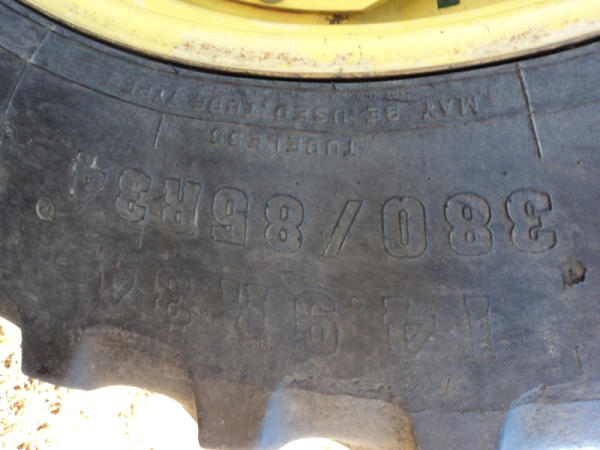 14.9R34
380/85R34
TUBELESS
MAY BE USED TUBE TYPE